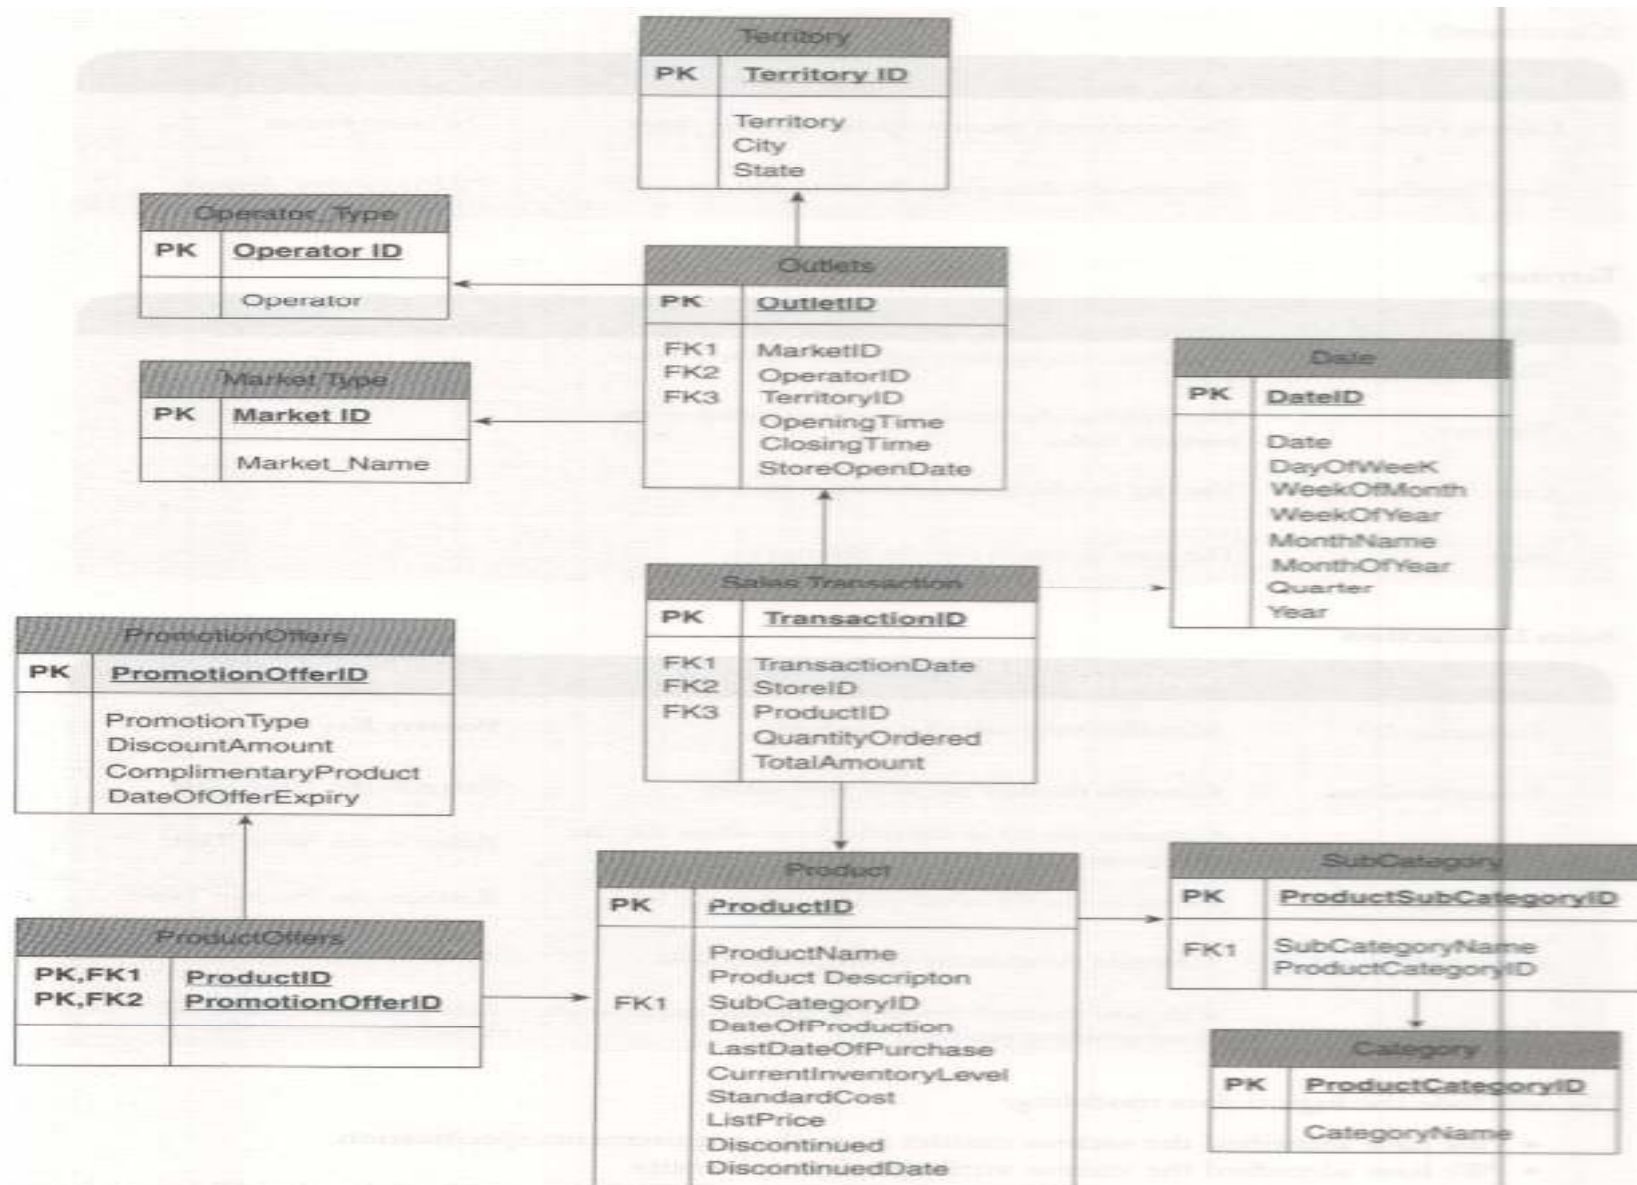 Territory
PK Territory ID
Territory
City
State
Operator_Type
PK Operator ID
Operator
Market Type
PK Market ID
Market_Name
Outlets
PK OutletID
FK1 MarketID
FK2 OperatorID
FK3 TerritoryID
OpeningTime
ClosingTime
StoreOpenDate
Date
PK DateID
Date
DayOfWeeK
WeekOfMonth
WeekOfYear
MonthName
MonthOfYear
Quarter
Year
Sales Transaction
PK TransactionID
FK1 TransactionDate
FK2 StoreID
FK3 ProductID
QuantityOrdered
TotalAmount
PromotionOffers
PK PromotionOfferID
PromotionType
DiscountAmount
ComplimentaryProduct
DateOfOfferExpiry
ProductOffers
PK,FK1 ProductID
PK,FK2 PromotionOfferID
Product
PK ProductID
ProductName
Product Descripton
FK1 SubCategoryID
DateOfProduction
LastDateOfPurchase
CurrentInventoryLevel
StandardCost
ListPrice
Discontinued
DiscontinuedDate
SubCategory
PK ProductSubCategoryID
SubCategoryName
FK1 ProductCategoryID
Category
PK ProductCategoryID
CategoryName